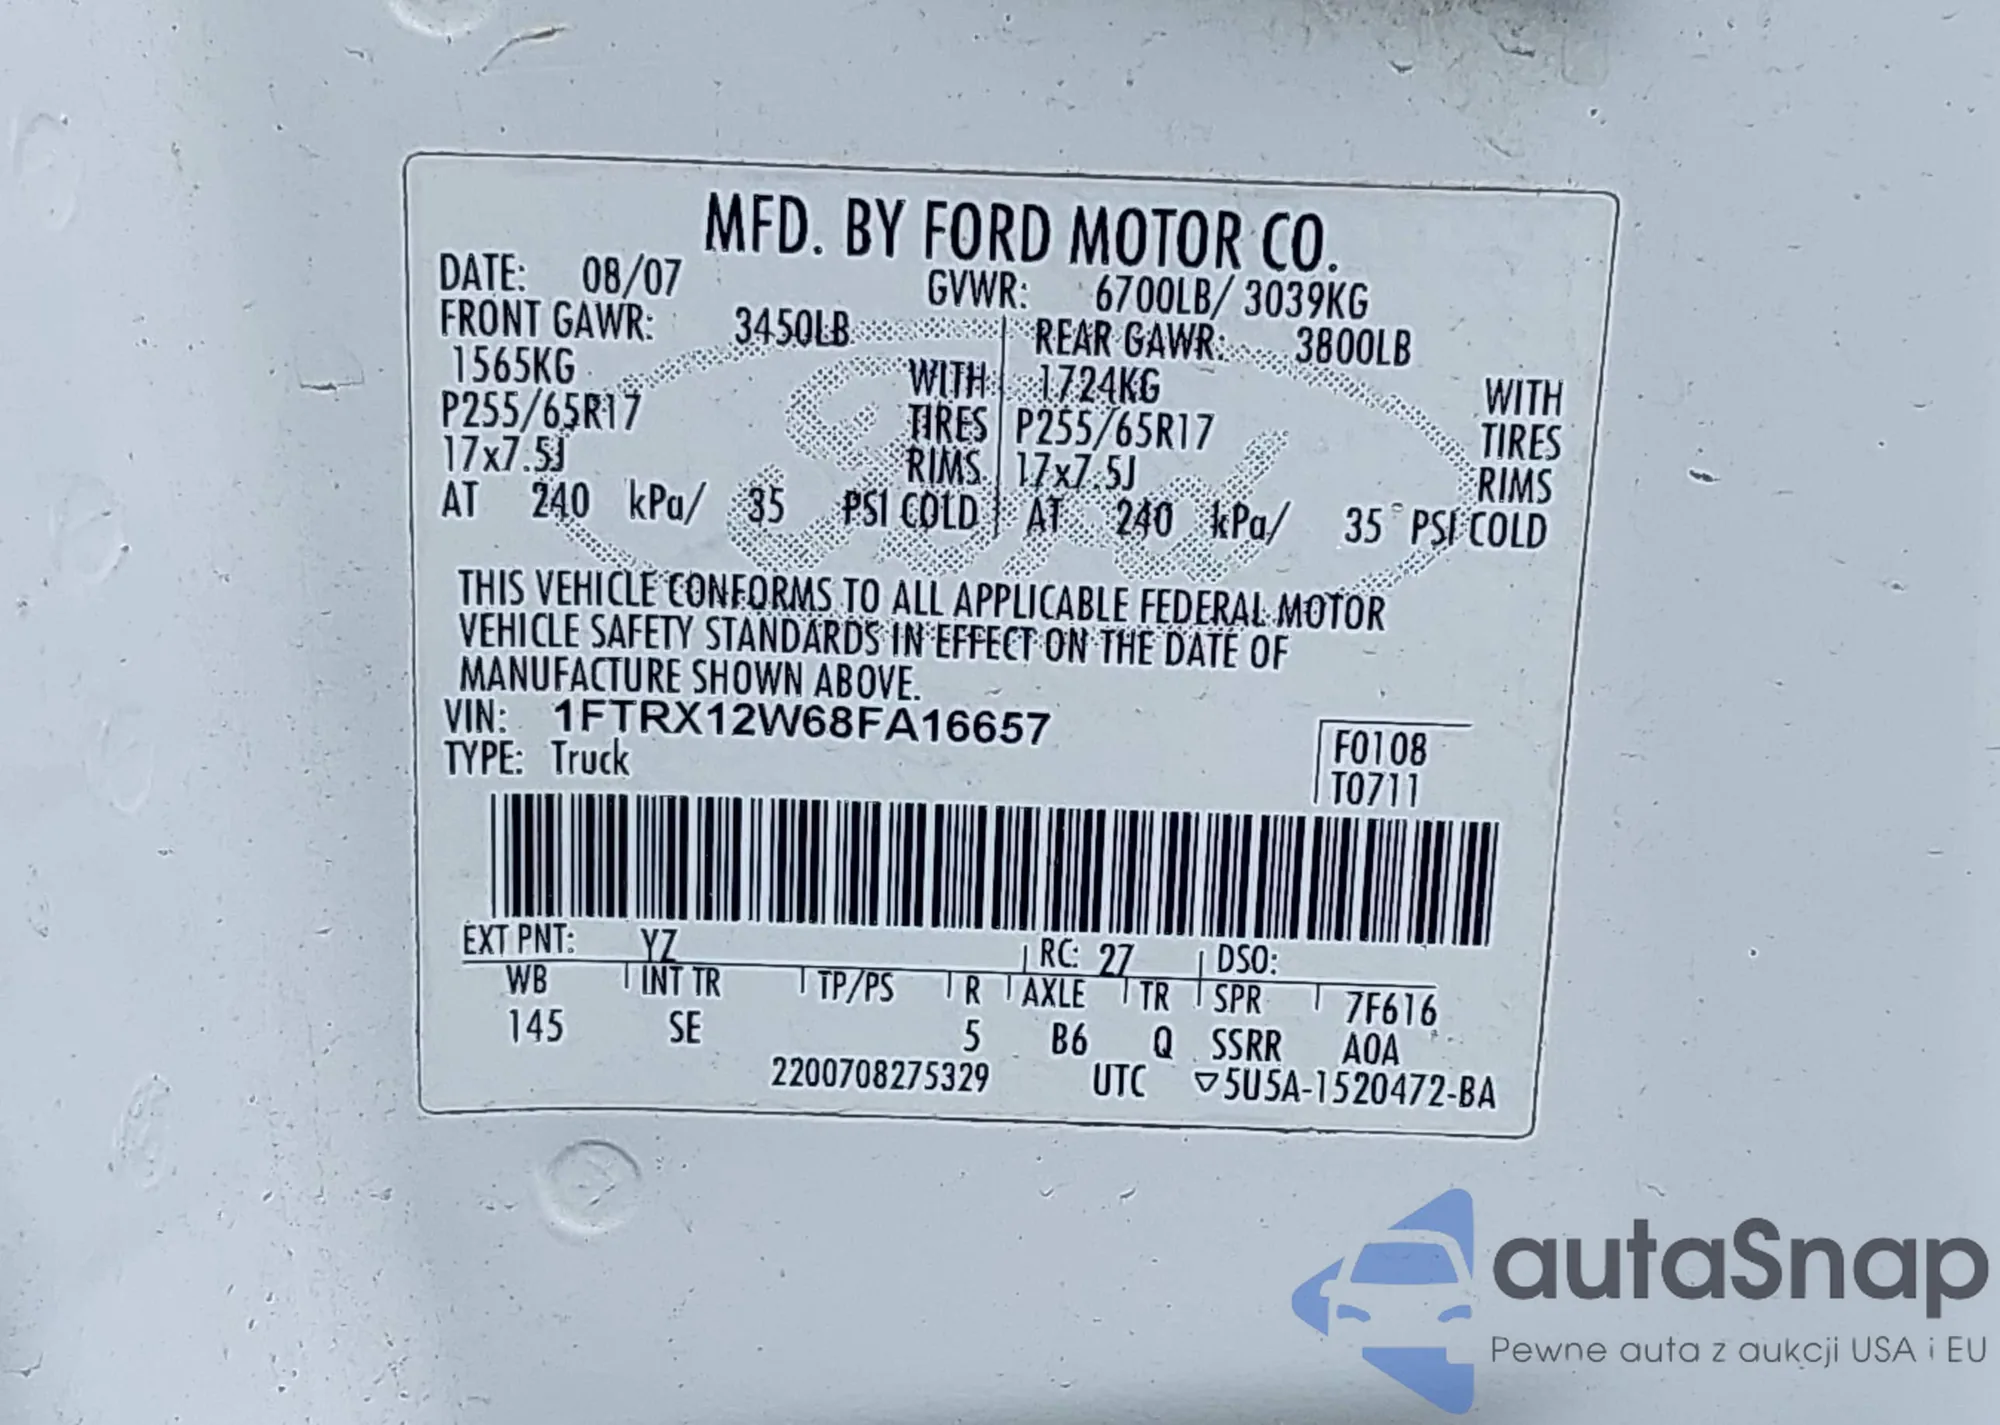 MFD. BY FORD MOTOR CO.
DATE: 08/07 GVWR: 6700LB/ 3039KG
FRONT GAWR: 3450LB REAR GAWR: 3800LB
1565KG WITH 1724KG WITH
P255/65R17 TIRES P255/65R17 TIRES
17x7.5J RIMS 17x7.5J RIMS
AT 240 kPa/ 35 PSI COLD AT 240 kPa/ 35 PSI COLD
Ford
THIS VEHICLE CONFORMS TO ALL APPLICABLE FEDERAL MOTOR
VEHICLE SAFETY STANDARDS IN EFFECT ON THE DATE OF
MANUFACTURE SHOWN ABOVE.
VIN: 1FTRX12W68FA16657
TYPE: Truck
F0108
T0711
EXT PNT: YZ RC: 27 DSO:
WB INT TR TP/PS R AXLE TR SPR 7F616
145 SE 5 B6 Q SSRR A0A
2200708275329 UTC ▽5U5A-1520472-BA
autaSnap
Pewne auta z aukcji USA i EU